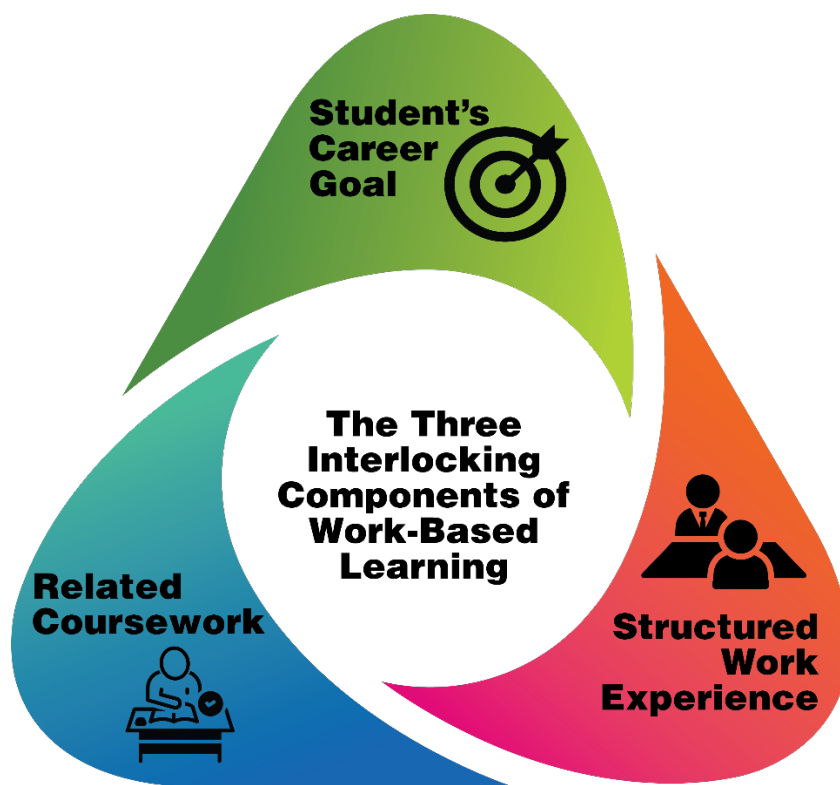 Student's
Career
Goal
The Three
Interlocking
Components of
Work-Based
Learning
Related
Coursework
Structured
Work
Experience